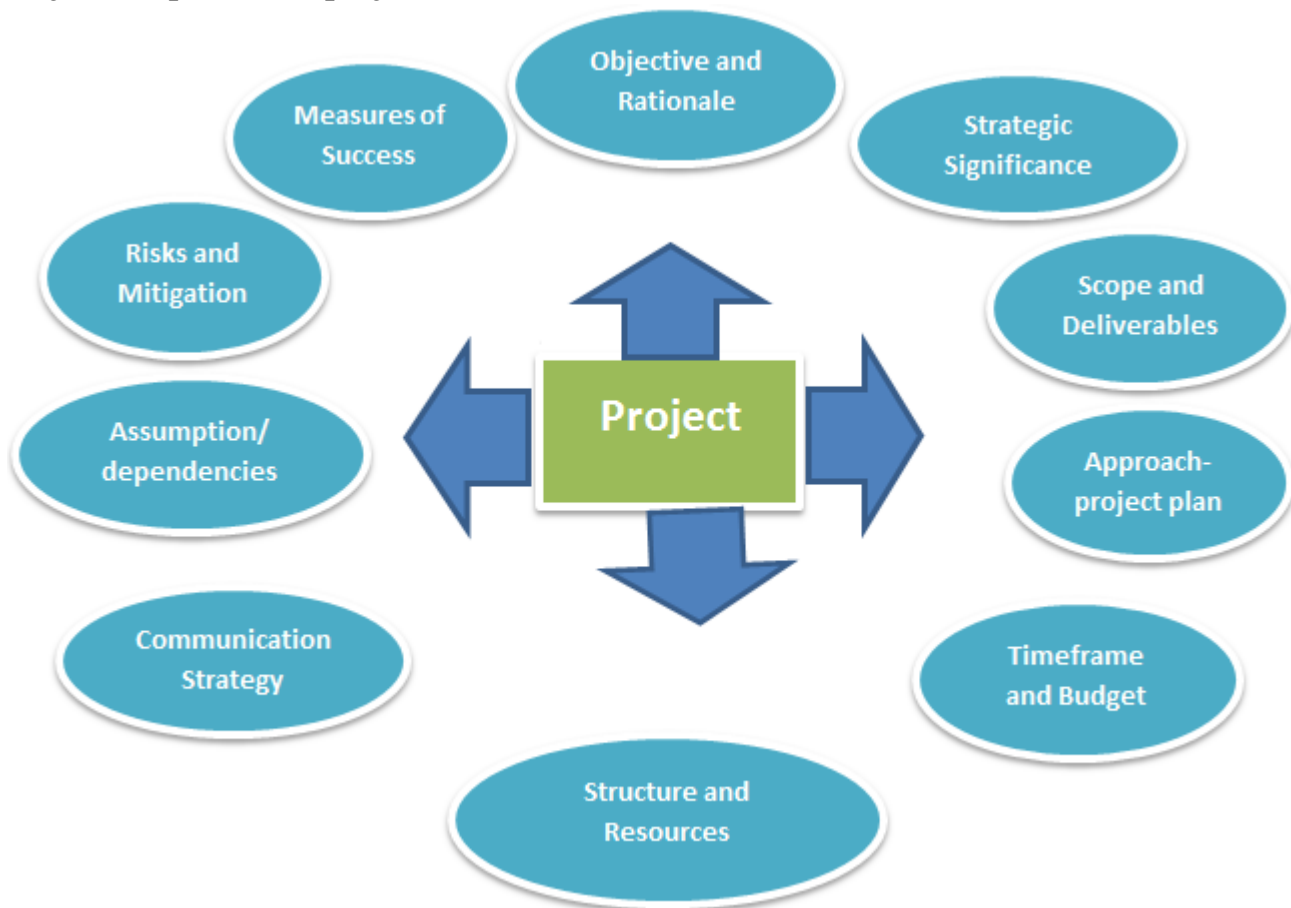 Objective and
Rationale
Measures of
Success
Strategic
Significance
Risks and
Mitigation
Scope and
Deliverables
Project
Assumption/
dependencies
Approach-
project plan
Communication
Strategy
Timeframe
and Budget
Structure and
Resources